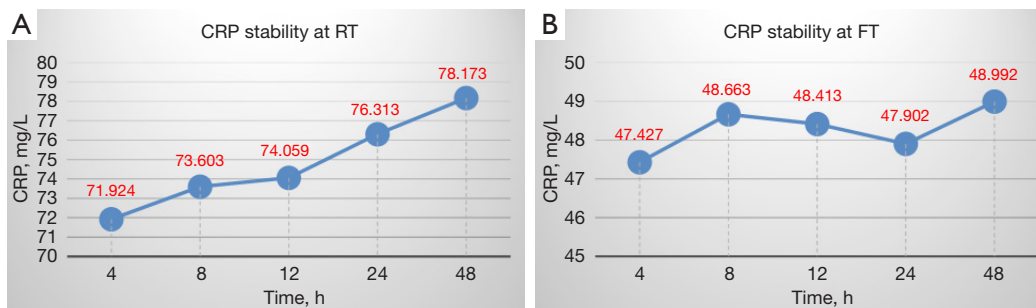 A
CRP stability at RT
CRP, mg/L
80
79
78
77
76
75
74
73
72
71
70
71.924
73.603
74.059
76.313
78.173
4 8 12 24 48
Time, h
B
CRP stability at FT
CRP, mg/L
50
49
48
47
46
45
47.427
48.663
48.413
47.902
48.992
4 8 12 24 48
Time, h